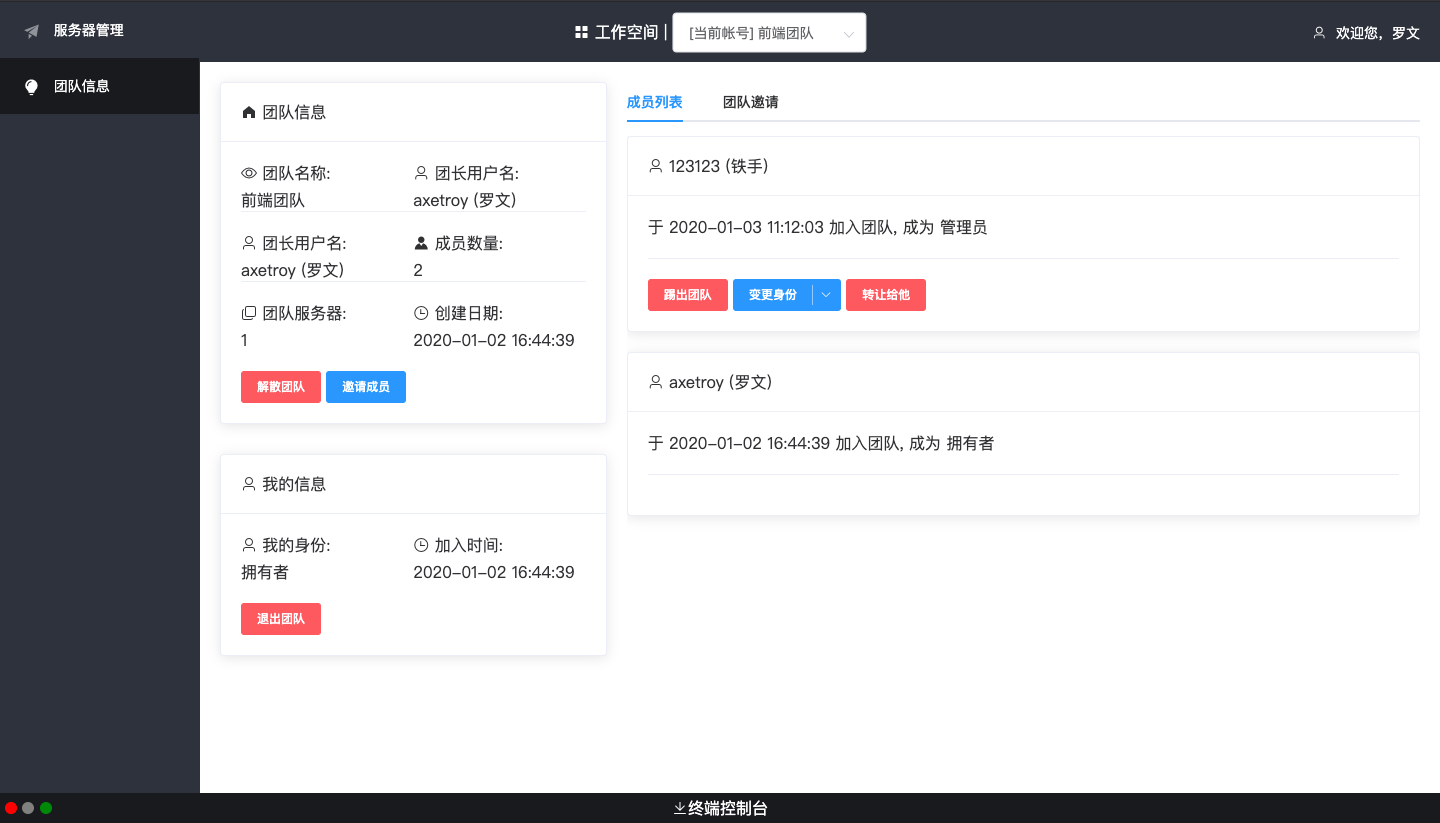 服务器管理
工作空间 | [当前帐号] 前端团队
欢迎您，罗文
团队信息
团队信息
团队名称:
前端团队
团长用户名:
axetroy (罗文)
团长用户名:
axetroy (罗文)
成员数量:
2
团队服务器:
1
创建日期:
2020-01-02 16:44:39
解散团队 邀请成员
我的信息
我的身份:
拥有者
加入时间:
2020-01-02 16:44:39
退出团队
成员列表 团队邀请
123123 (铁手)
于 2020-01-03 11:12:03 加入团队, 成为 管理员
踢出团队 变更身份 转让给他
axetroy (罗文)
于 2020-01-02 16:44:39 加入团队, 成为 拥有者
终端控制台